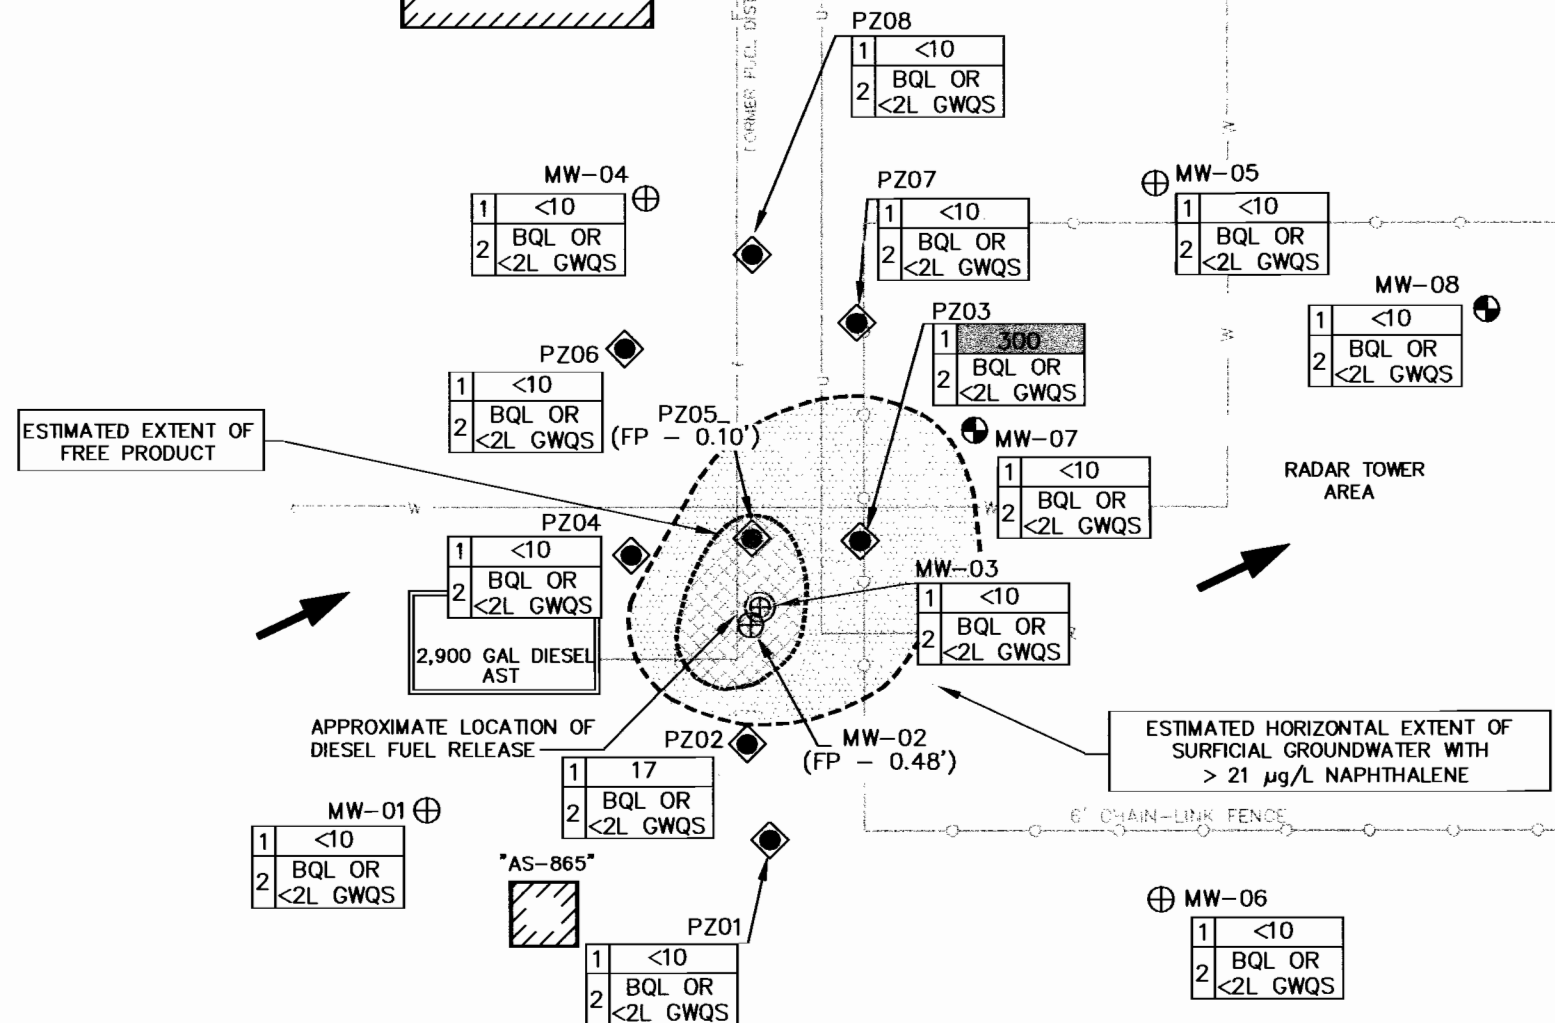 FORMER FUEL DIST
PZ08
1 <10
2 BQL OR
<2L GWQS
MW-04
1 <10
2 BQL OR
<2L GWQS
PZ07
1 <10
2 BQL OR
<2L GWQS
MW-05
1 <10
2 BQL OR
<2L GWQS
W
MW-08
1 <10
2 BQL OR
<2L GWQS
W
PZ03
1 300
2 BQL OR
<2L GWQS
PZ06
1 <10
2 BQL OR
<2L GWQS
PZ05
(FP - 0.10')
ESTIMATED EXTENT OF
FREE PRODUCT
MW-07
1 <10
2 BQL OR
<2L GWQS
RADAR TOWER
AREA
W
W
PZ04
1 <10
2 BQL OR
<2L GWQS
MW-03
1 <10
2 BQL OR
<2L GWQS
2,900 GAL DIESEL
AST
APPROXIMATE LOCATION OF
DIESEL FUEL RELEASE
PZ02
1 17
2 BQL OR
<2L GWQS
MW-02
(FP - 0.48')
ESTIMATED HORIZONTAL EXTENT OF
SURFICIAL GROUNDWATER WITH
> 21 µg/L NAPHTHALENE
6' CHAIN-LINK FENCE
MW-01
1 <10
2 BQL OR
<2L GWQS
"AS-865"
PZ01
1 <10
2 BQL OR
<2L GWQS
MW-06
1 <10
2 BQL OR
<2L GWQS